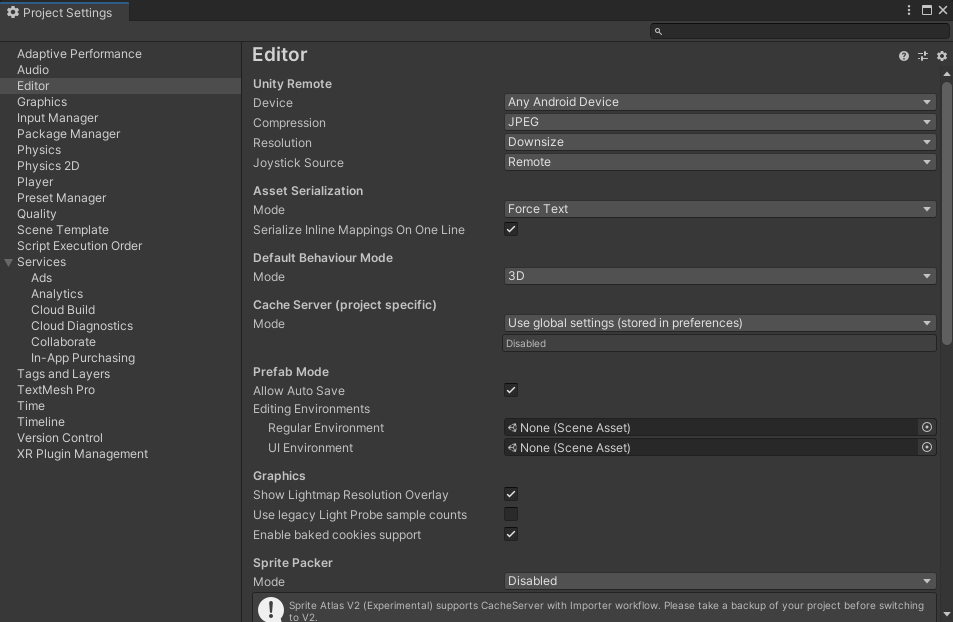 Project Settings
Adaptive Performance
Audio
Editor
Graphics
Input Manager
Package Manager
Physics
Physics 2D
Player
Preset Manager
Quality
Scene Template
Script Execution Order
Services
Ads
Analytics
Cloud Build
Cloud Diagnostics
Collaborate
In-App Purchasing
Tags and Layers
TextMesh Pro
Time
Timeline
Version Control
XR Plugin Management
Editor
Unity Remote
Device Any Android Device
Compression JPEG
Resolution Downsize
Joystick Source Remote
Asset Serialization
Mode Force Text
Serialize Inline Mappings On One Line
Default Behaviour Mode
Mode 3D
Cache Server (project specific)
Mode Use global settings (stored in preferences)
Disabled
Prefab Mode
Allow Auto Save
Editing Environments
Regular Environment None (Scene Asset)
UI Environment None (Scene Asset)
Graphics
Show Lightmap Resolution Overlay
Use legacy Light Probe sample counts
Enable baked cookies support
Sprite Packer
Mode Disabled
Sprite Atlas V2 (Experimental) supports CacheServer with Importer workflow. Please take a backup of your project before switching
to V2.